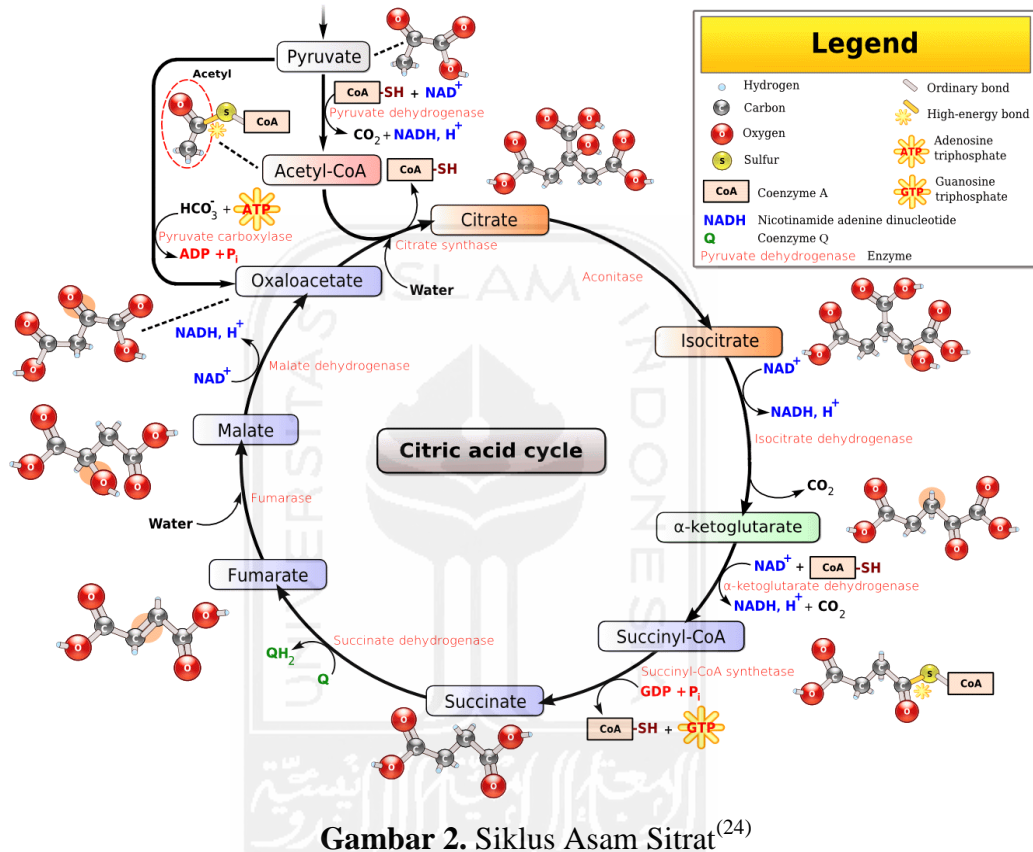 Pyruvate
CoA -SH + NAD+
Pyruvate dehydrogenase
CO2 + NADH, H+
Acetyl
O
C
C
S
CoA
Acetyl-CoA
CoA -SH
HCO3- + ATP
Pyruvate carboxylase
ADP + Pi
Citrate
Citrate synthase
Water
Oxaloacetate
Aconitase
Isocitrate
NAD+
NADH, H+
Isocitrate dehydrogenase
CO2
α-ketoglutarate
NAD+ + CoA -SH
α-ketoglutarate dehydrogenase
NADH, H+ + CO2
Succinyl-CoA
Succinyl-CoA synthetase
GDP + Pi
CoA -SH + GTP
S
CoA
Succinate
Succinate dehydrogenase
QH2
Q
Fumarate
Fumarase
Water
Malate
Malate dehydrogenase
NAD+
NADH, H+
Citric acid cycle
Legend
Hydrogen
C Carbon
O Oxygen
S Sulfur
CoA Coenzyme A
NADH Nicotinamide adenine dinucleotide
Q Coenzyme Q
Pyruvate dehydrogenase Enzyme
Ordinary bond
High-energy bond
ATP Adenosine
triphosphate
GTP Guanosine
triphosphate
UNIVERSITAS
ISLAM
INDONESIA
Gambar 2. Siklus Asam Sitrat(24)